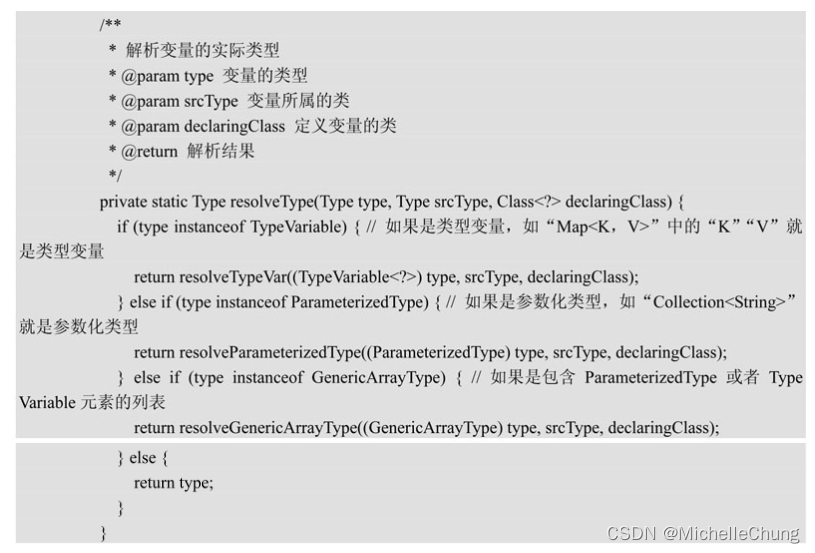 /**
* 解析变量的实际类型
* @param type 变量的类型
* @param srcType 变量所属的类
* @param declaringClass 定义变量的类
* @return 解析结果
*/
private static Type resolveType(Type type, Type srcType, Class<?> declaringClass) {
if (type instanceof TypeVariable) { // 如果是类型变量，如“Map<K，V>”中的“K”“V”就
是类型变量
return resolveTypeVar((TypeVariable<?>) type, srcType, declaringClass);
} else if (type instanceof ParameterizedType) { // 如果是参数化类型，如“Collection<String>”
就是参数化类型
return resolveParameterizedType((ParameterizedType) type, srcType, declaringClass);
} else if (type instanceof GenericArrayType) { // 如果是包含 ParameterizedType 或者 Type
Variable 元素的列表
return resolveGenericArrayType((GenericArrayType) type, srcType, declaringClass);
} else {
return type;
}
}
CSDN @MichelleChung